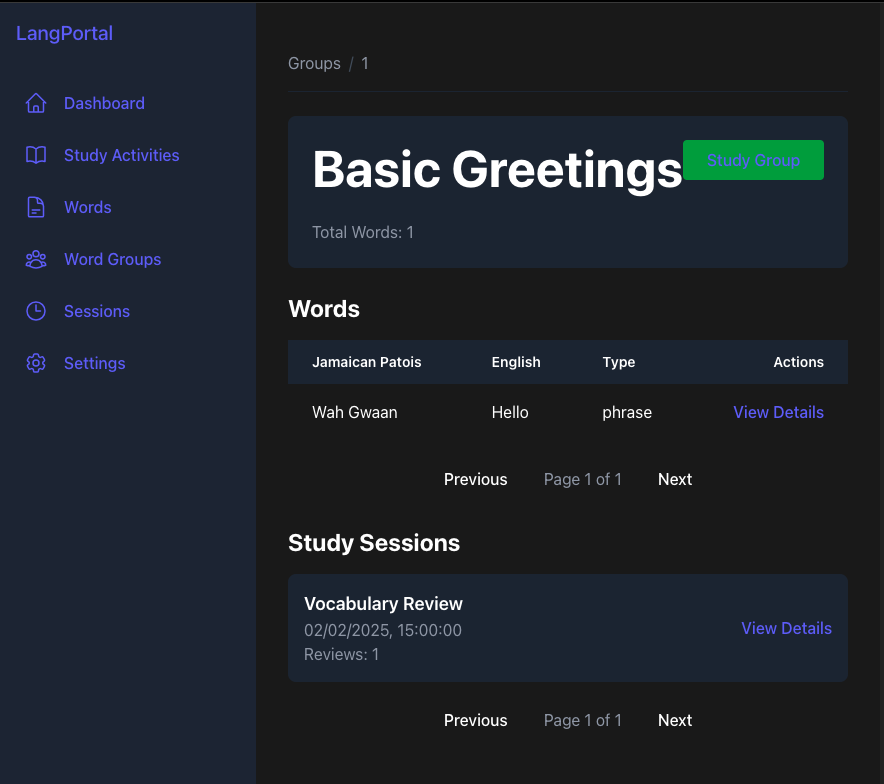 LangPortal
Dashboard
Study Activities
Words
Word Groups
Sessions
Settings
Groups / 1
Basic Greetings
Study Group
Total Words: 1
Words
Jamaican Patois English Type Actions
Wah Gwaan Hello phrase View Details
Previous Page 1 of 1 Next
Study Sessions
Vocabulary Review
02/02/2025, 15:00:00
Reviews: 1
View Details
Previous Page 1 of 1 Next